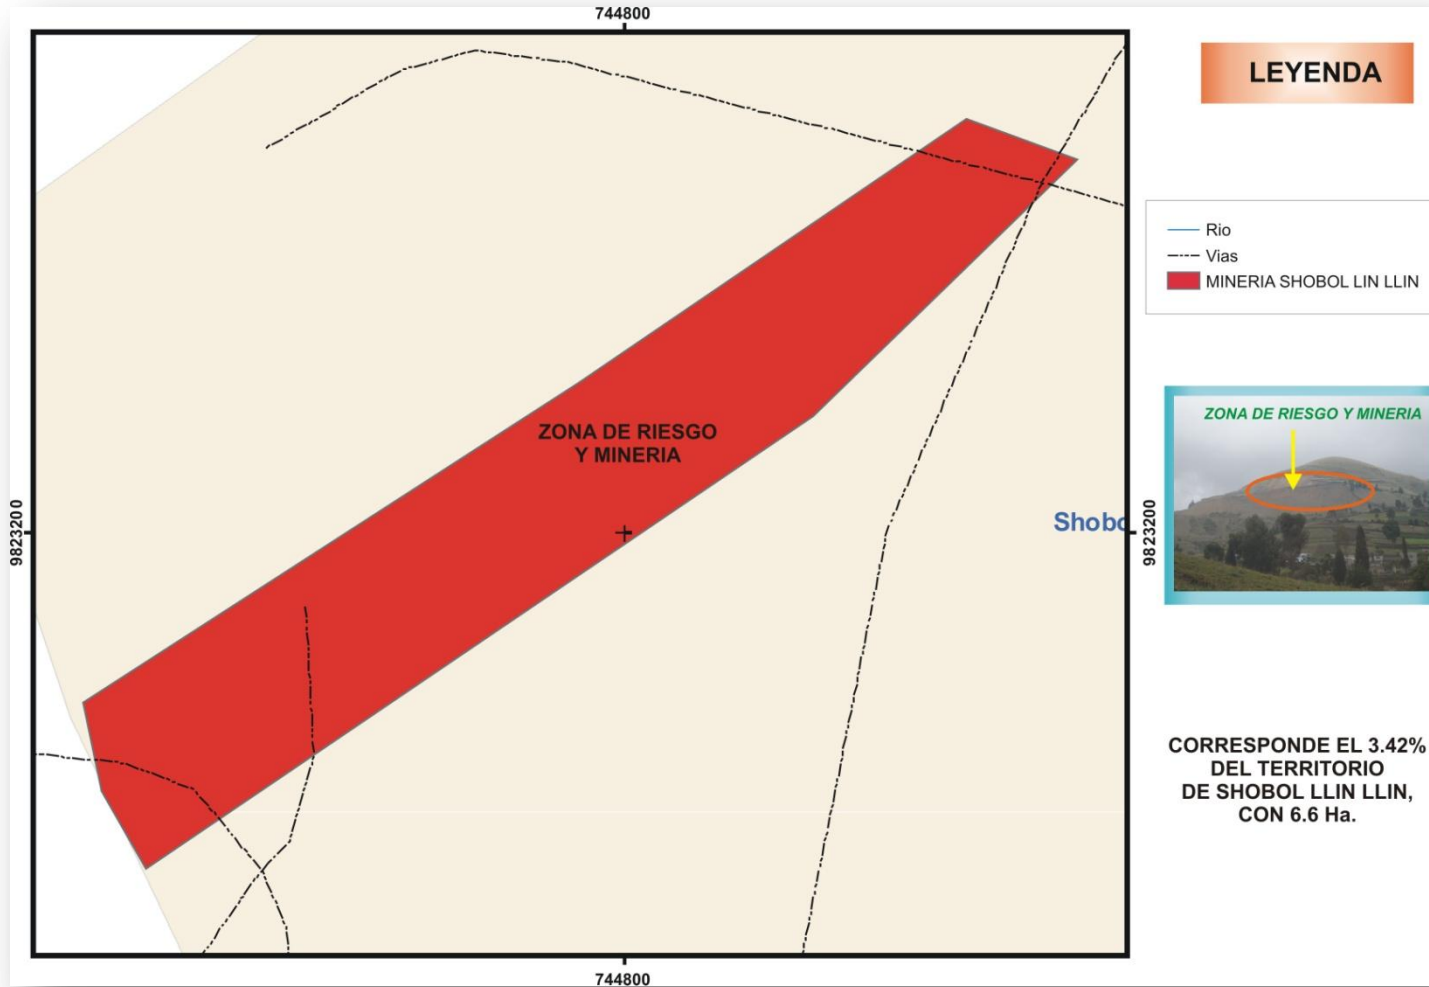 744800
LEYENDA
Rio
Vias
MINERIA SHOBOL LIN LLIN
ZONA DE RIESGO Y MINERIA
ZONA DE RIESGO
Y MINERIA
9823200
Shobo
9823200
CORRESPONDE EL 3.42%
DEL TERRITORIO
DE SHOBOL LLIN LLIN,
CON 6.6 Ha.
744800